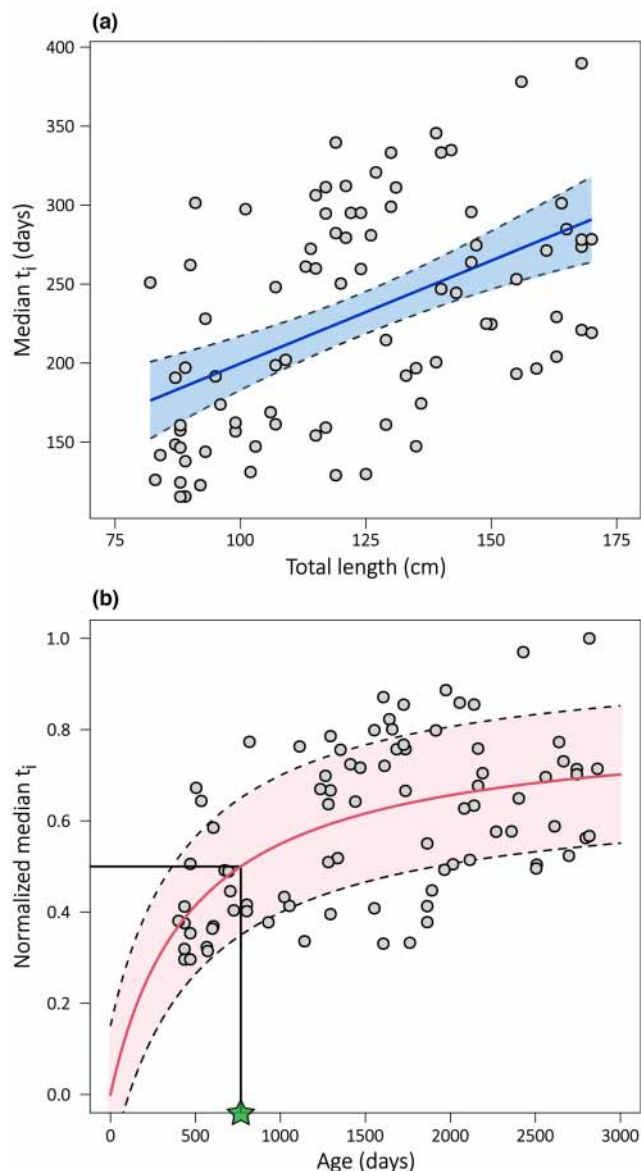 (a)
400
350
300
250
200
150
Median tᵢ (days)
75 100 125 150 175
Total length (cm)
(b)
1.0
0.8
0.6
0.4
0.2
0.0
Normalized median tᵢ
0 500 1000 1500 2000 2500 3000
Age (days)